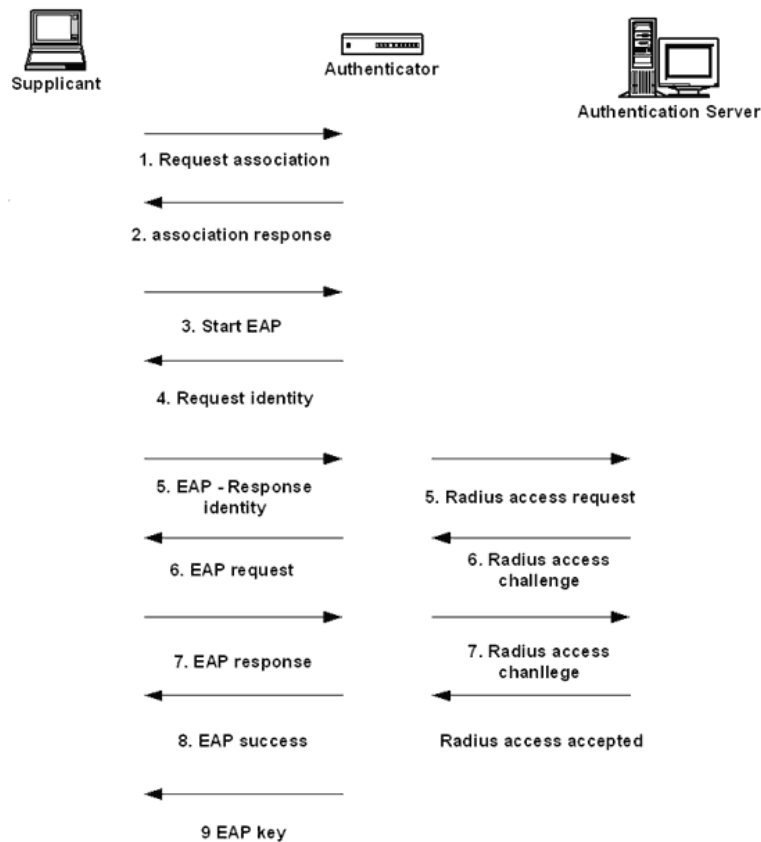 Supplicant
Authenticator
Authentication Server
1. Request association
2. association response
3. Start EAP
4. Request identity
5. EAP - Response
identity
5. Radius access request
6. EAP request
6. Radius access
challenge
7. EAP response
7. Radius access
chanllege
8. EAP success
Radius access accepted
9 EAP key